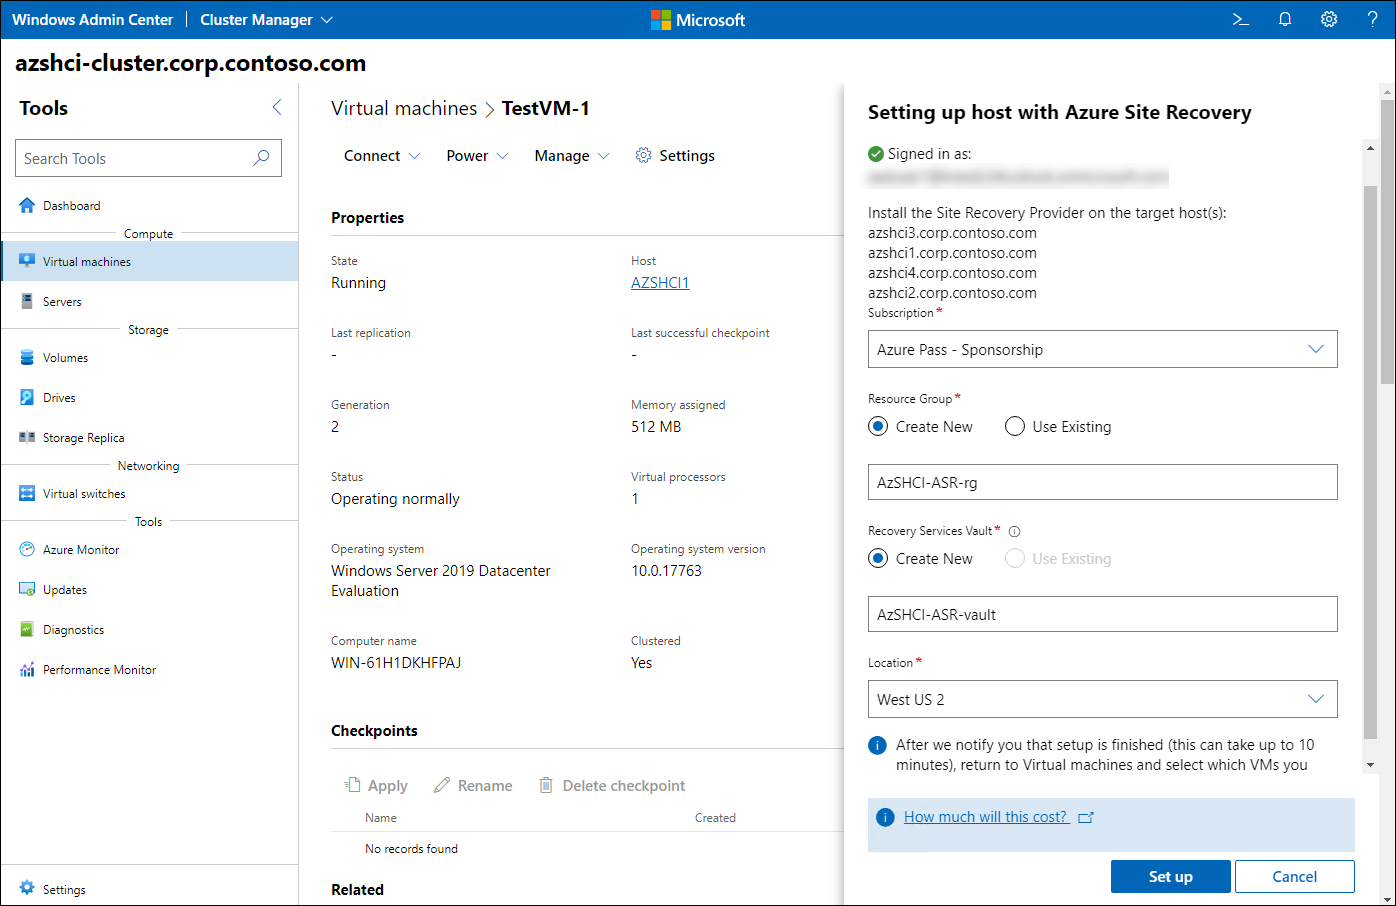 Windows Admin Center
Cluster Manager
Microsoft
azshci-cluster.corp.contoso.com
Tools
Search Tools
Dashboard
Compute
Virtual machines
Servers
Storage
Volumes
Drives
Storage Replica
Networking
Virtual switches
Tools
Azure Monitor
Updates
Diagnostics
Performance Monitor
Settings
Virtual machines > TestVM-1
Connect
Power
Manage
Settings
Properties
State
Running
Host
AZSHCI1
Last replication
-
Last successful checkpoint
-
Generation
2
Memory assigned
512 MB
Status
Operating normally
Virtual processors
1
Operating system
Windows Server 2019 Datacenter
Evaluation
Operating system version
10.0.17763
Computer name
WIN-61H1DKHFPAJ
Clustered
Yes
Checkpoints
Apply
Rename
Delete checkpoint
Name
Created
No records found
Related
Setting up host with Azure Site Recovery
Signed in as:
Install the Site Recovery Provider on the target host(s):
azshci3.corp.contoso.com
azshci1.corp.contoso.com
azshci4.corp.contoso.com
azshci2.corp.contoso.com
Subscription*
Azure Pass - Sponsorship
Resource Group*
Create New
Use Existing
AzSHCI-ASR-rg
Recovery Services Vault*
Create New
Use Existing
AzSHCI-ASR-vault
Location*
West US 2
After we notify you that setup is finished (this can take up to 10
minutes), return to Virtual machines and select which VMs you
How much will this cost?
Set up
Cancel